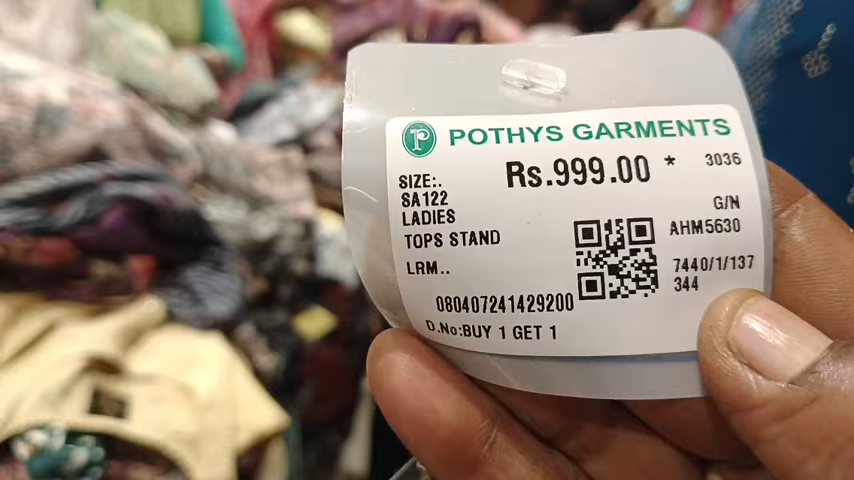 P POTHYS GARMENTS
Rs.999.00 * 3036
SIZE:.
SA122
LADIES
G/N
TOPS STAND
AHM5630
LRM..
7440/1/137
344
080407241429200
D.No:BUY 1 GET 1